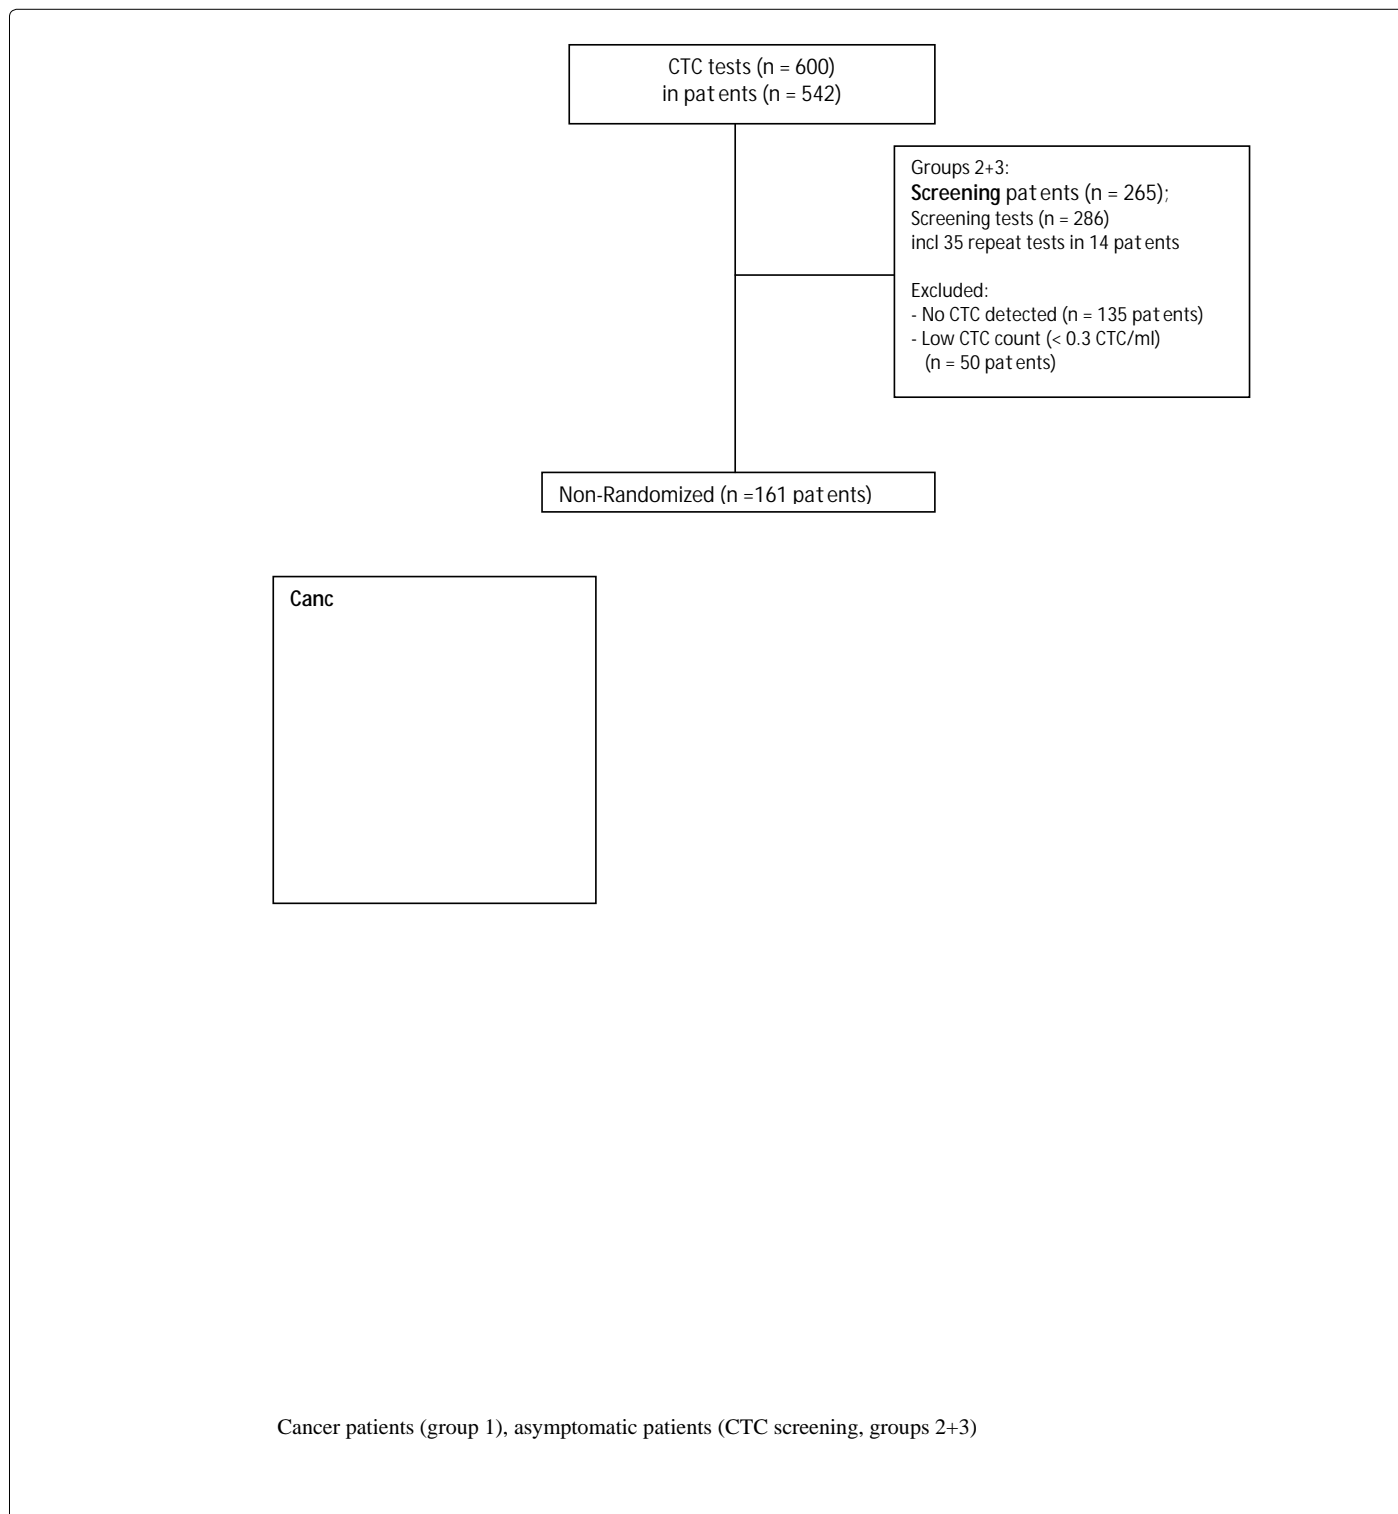 CTC tests (n = 600)
in pat ents (n = 542)
Groups 2+3:
Screening pat ents (n = 265);
Screening tests (n = 286)
incl 35 repeat tests in 14 pat ents
Excluded:
- No CTC detected (n = 135 pat ents)
- Low CTC count (< 0.3 CTC/ml)
(n = 50 pat ents)
Non-Randomized (n =161 pat ents)
Canc
Cancer patients (group 1), asymptomatic patients (CTC screening, groups 2+3)